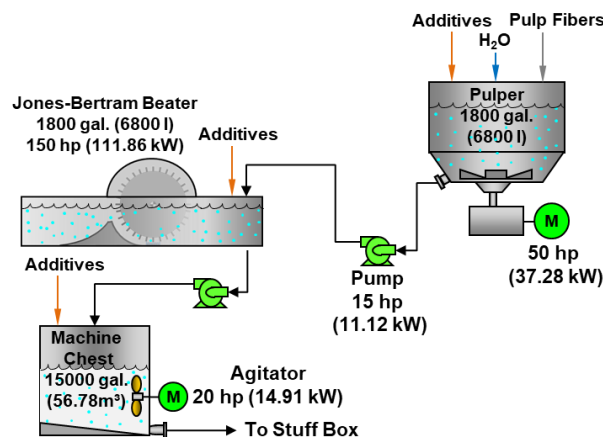 Additives
Pulp Fibers
H₂O
Pulper
1800 gal.
(6800 l)
M
50 hp
(37.28 kW)
Jones-Bertram Beater
1800 gal. (6800 l)
150 hp (111.86 kW)
Additives
Pump
15 hp
(11.12 kW)
Additives
Machine
Chest
15000 gal.
(56.78m³)
M
Agitator
20 hp (14.91 kW)
To Stuff Box